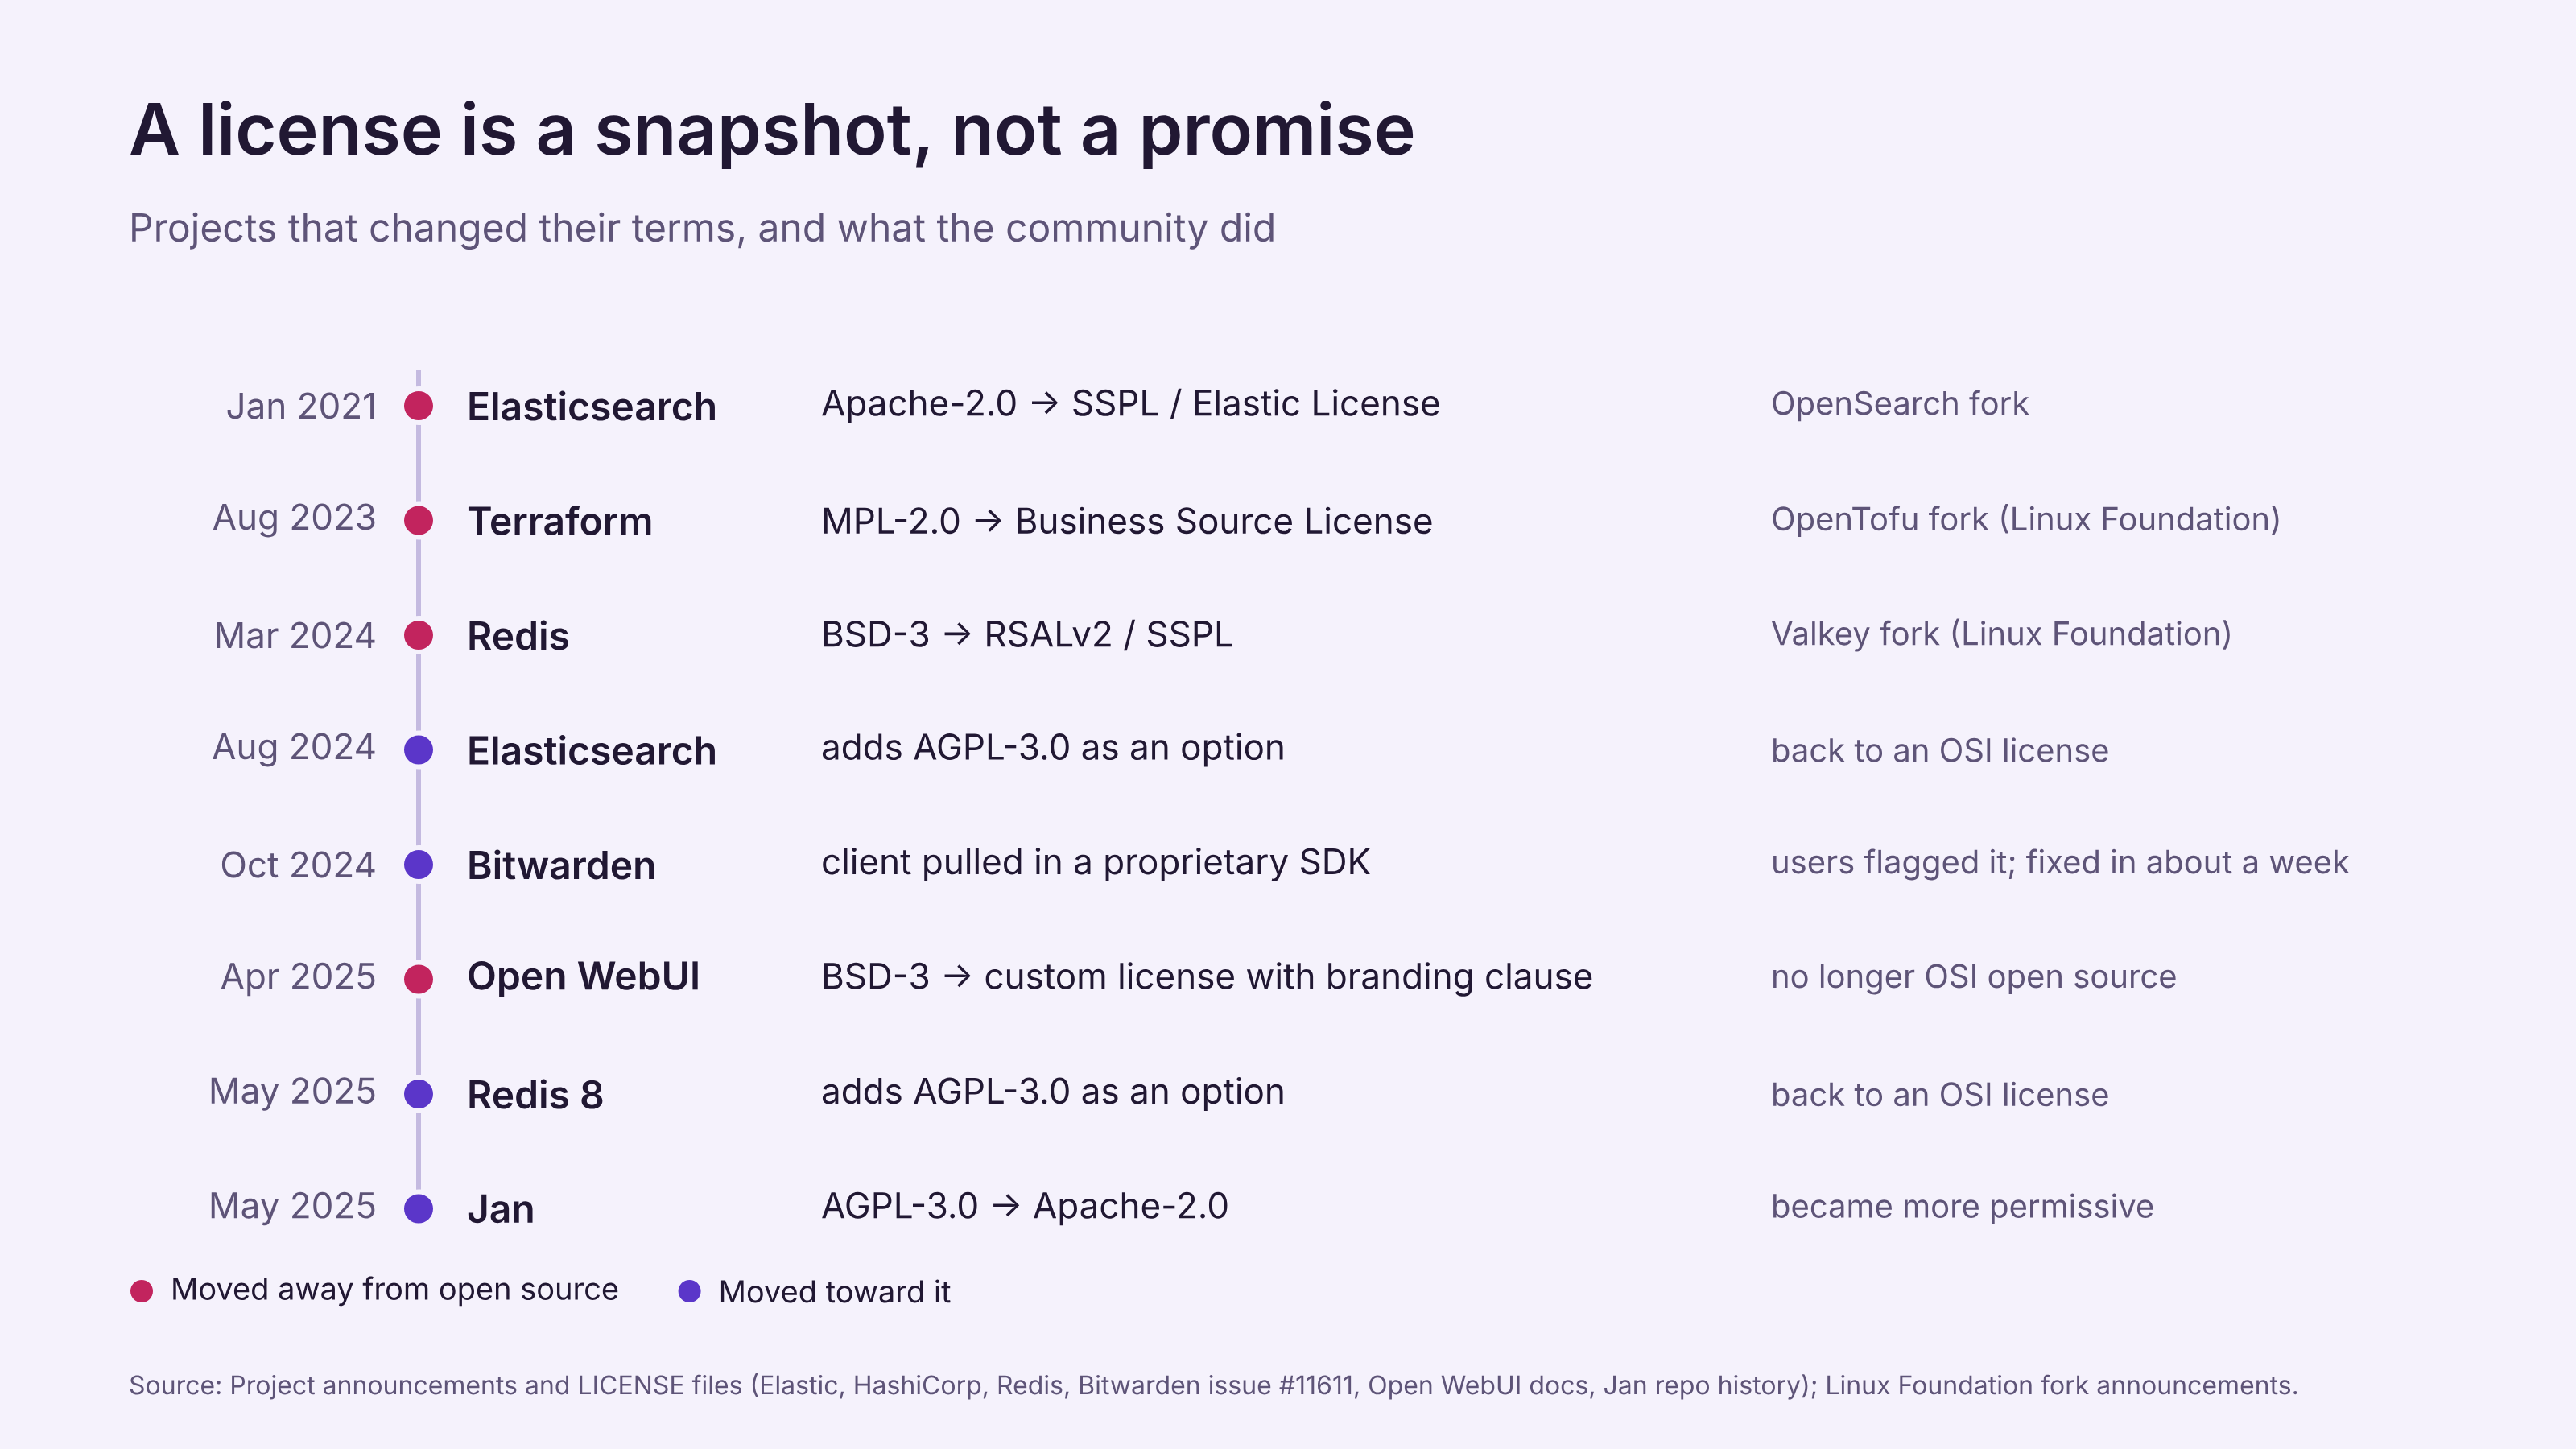 A license is a snapshot, not a promise
Projects that changed their terms, and what the community did
Jan 2021 Elasticsearch Apache-2.0 → SSPL / Elastic License OpenSearch fork
Aug 2023 Terraform MPL-2.0 → Business Source License OpenTofu fork (Linux Foundation)
Mar 2024 Redis BSD-3 → RSALv2 / SSPL Valkey fork (Linux Foundation)
Aug 2024 Elasticsearch adds AGPL-3.0 as an option back to an OSI license
Oct 2024 Bitwarden client pulled in a proprietary SDK users flagged it; fixed in about a week
Apr 2025 Open WebUI BSD-3 → custom license with branding clause no longer OSI open source
May 2025 Redis 8 adds AGPL-3.0 as an option back to an OSI license
May 2025 Jan AGPL-3.0 → Apache-2.0 became more permissive
Moved away from open source Moved toward it
Source: Project announcements and LICENSE files (Elastic, HashiCorp, Redis, Bitwarden issue #11611, Open WebUI docs, Jan repo history); Linux Foundation fork announcements.